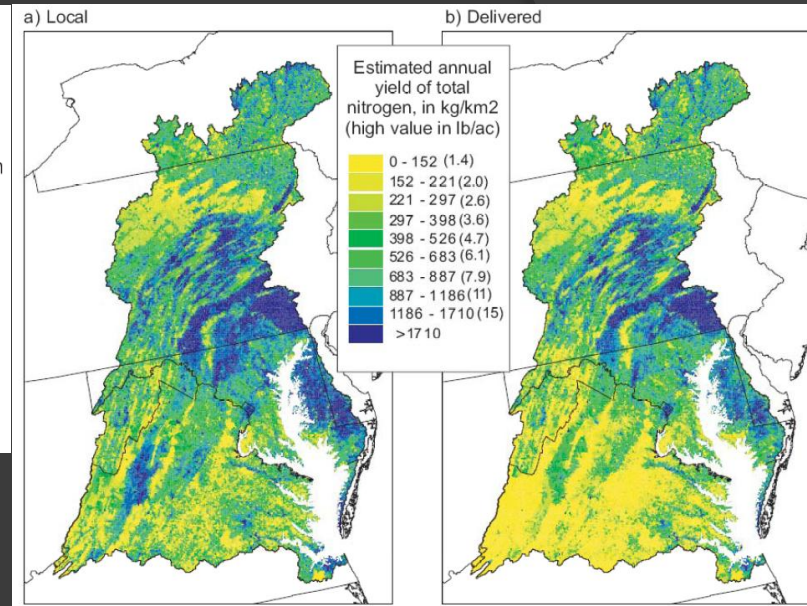 a) Local
b) Delivered
Estimated annual
yield of total
nitrogen, in kg/km2
(high value in lb/ac)
0 - 152 (1.4)
152 - 221 (2.0)
221 - 297 (2.6)
297 - 398 (3.6)
398 - 526 (4.7)
526 - 683 (6.1)
683 - 887 (7.9)
887 - 1186 (11)
1186 - 1710 (15)
>1710